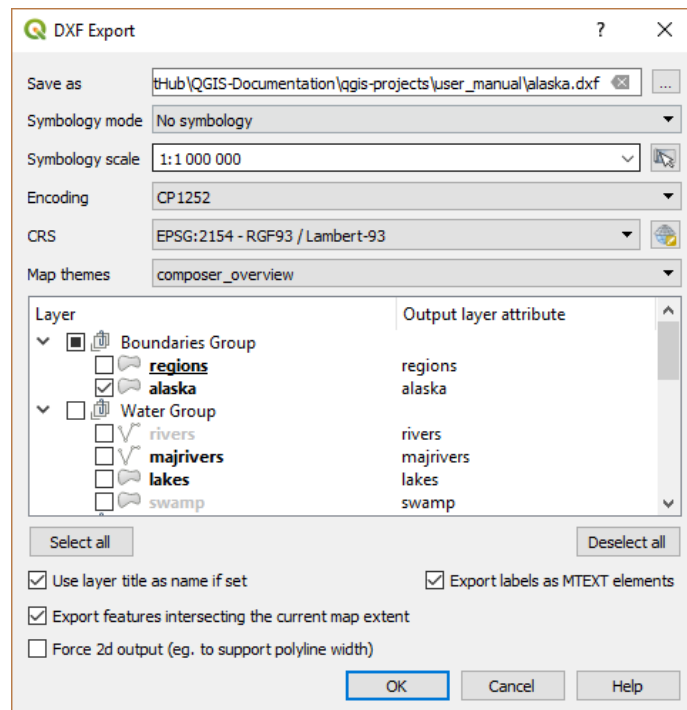 DXF Export ?
Save as tHub\QGIS-Documentation\qgis-projects\user_manual\alaska.dxf ...
Symbology mode No symbology
Symbology scale 1:1 000 000
Encoding CP1252
CRS EPSG:2154 - RGF93 / Lambert-93
Map themes composer_overview
Layer Output layer attribute
Boundaries Group
regions regions
alaska alaska
Water Group
rivers rivers
majrivers majrivers
lakes lakes
swamp swamp
Select all Deselect all
Use layer title as name if set Export labels as MTEXT elements
Export features intersecting the current map extent
Force 2d output (eg. to support polyline width)
OK Cancel Help